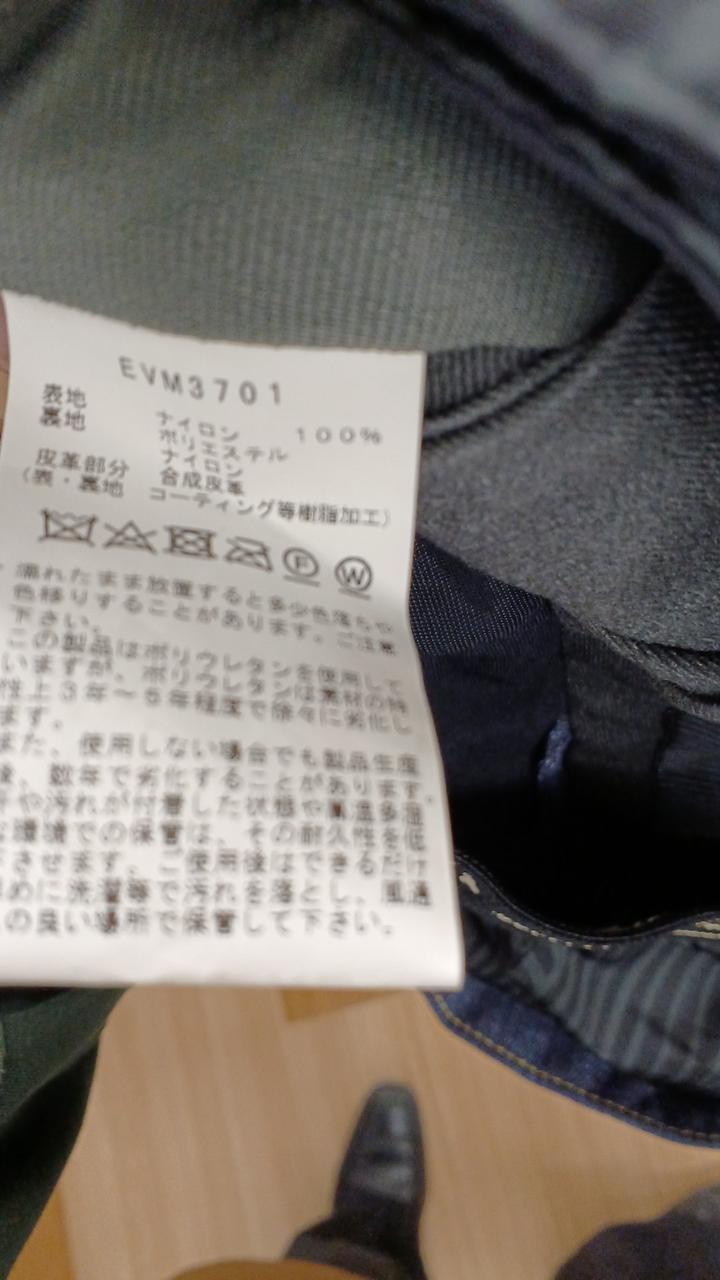 EVM3701
表地 ナイロン 100%
裏地 ポリエステル
ナイロン
皮革部分 合成皮革
(表・裏地 コーティング等樹脂加工)
F W
濡れたまま放置すると多少色落ちや
色移りすることがあります。ご注意
下さい。
この製品はポリウレタンを使用して
いますが、ポリウレタンは素材の特
性上3年〜5年程度で徐々に劣化し
ます。
また、使用しない場合でも製品生産
後、数年で劣化することがあります。
や汚れが付着した状態や高温多湿
環境での保管は、その耐久性を低
下させます。ご使用後はできるだけ
早めに洗濯等で汚れを落とし、風通
しの良い場所で保管して下さい。